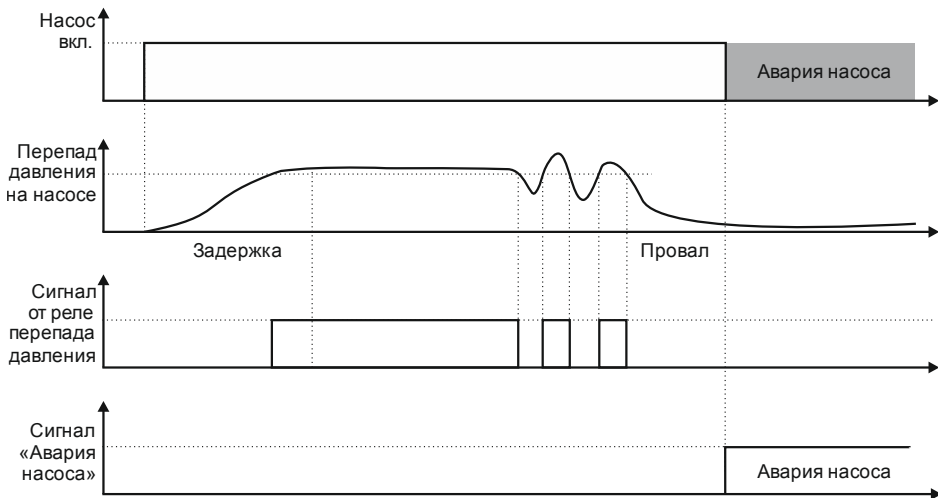 Насос
вкл.
Авария насоса
Перепад
давления
на насосе
Задержка
Провал
Сигнал
от реле
перепада
давления
Сигнал
«Авария
насоса»
Авария насоса